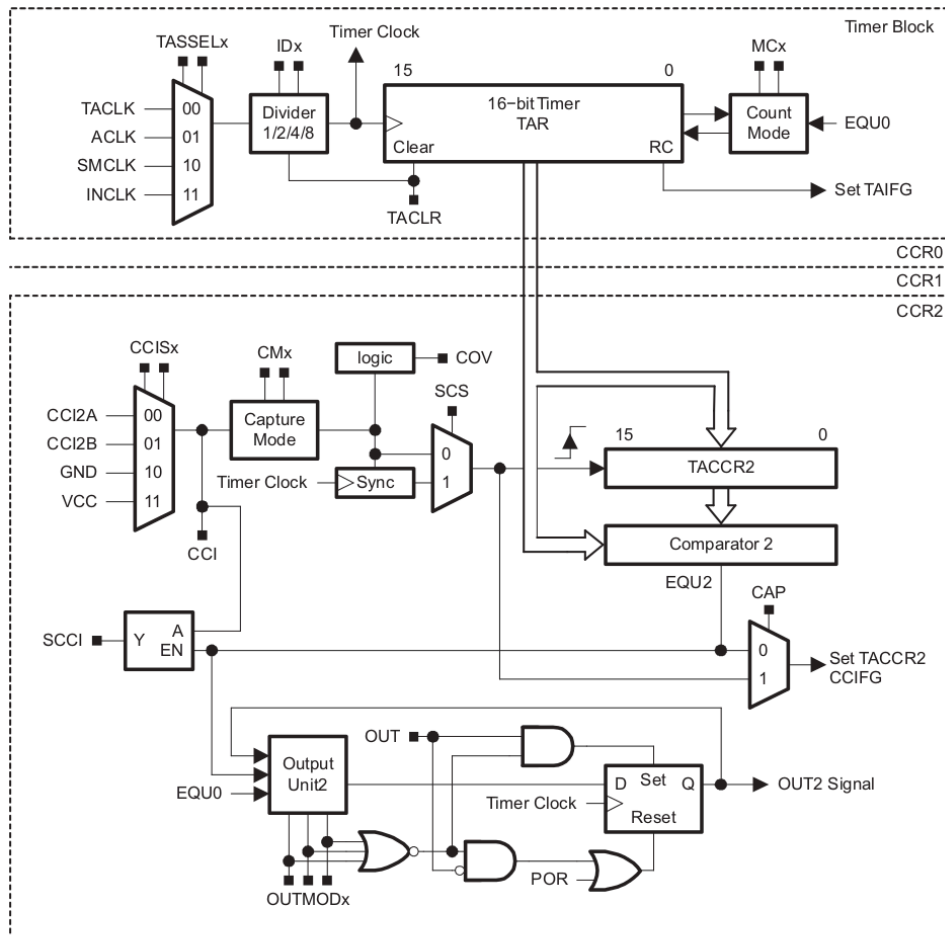 Timer Block
Timer Clock
TASSELx
IDx
15
0
MCx
TACLK
00
ACLK
01
SMCLK
10
INCLK
11
Divider
1/2/4/8
16−bit Timer
TAR
Clear
RC
Count
Mode
EQU0
Set TAIFG
TACLR
CCR0
CCR1
CCR2
CCISx
CMx
logic
COV
SCS
CCI2A
00
CCI2B
01
GND
10
VCC
11
Capture
Mode
0
1
Timer Clock
Sync
15
0
TACCR2
CCI
Comparator 2
EQU2
CAP
SCCI
Y
A
EN
0
1
Set TACCR2
CCIFG
OUT
Output
Unit2
EQU0
D
Set
Q
OUT2 Signal
Timer Clock
Reset
POR
OUTMODx